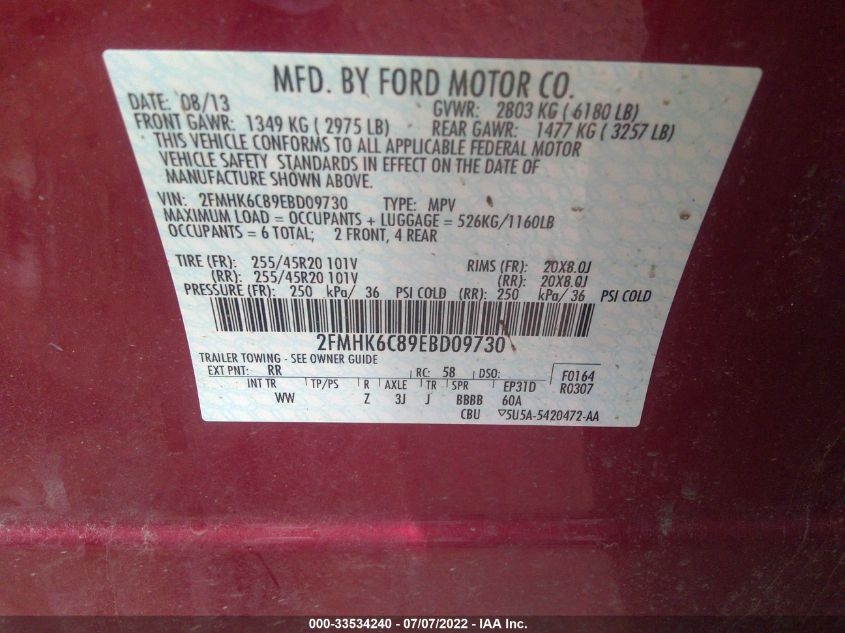 MFD. BY FORD MOTOR CO.
DATE: 08/13 GVWR: 2803 KG ( 6180 LB)
FRONT GAWR: 1349 KG ( 2975 LB) REAR GAWR: 1477 KG ( 3257 LB)
THIS VEHICLE CONFORMS TO ALL APPLICABLE FEDERAL MOTOR
VEHICLE SAFETY STANDARDS IN EFFECT ON THE DATE OF
MANUFACTURE SHOWN ABOVE.
VIN: 2FMHK6C89EBD09730 TYPE: MPV
MAXIMUM LOAD = OCCUPANTS + LUGGAGE = 526KG/1160LB
OCCUPANTS = 6 TOTAL; 2 FRONT, 4 REAR
TIRE (FR): 255/45R20 101V RIMS (FR): 20X8.0J
(RR): 255/45R20 101V (RR): 20X8.0J
PRESSURE (FR): 250 kPa/ 36 PSI COLD (RR): 250 kPa/ 36 PSI COLD
2FMHK6C89EBD09730
TRAILER TOWING - SEE OWNER GUIDE
EXT PNT: RR RC: 58 DSO: F0164
INT TR TP/PS R AXLE TR SPR EP31D R0307
WW Z 3J J BBBB 60A
CBU ▽5U5A-5420472-AA
000-33534240 - 07/07/2022 - IAA Inc.